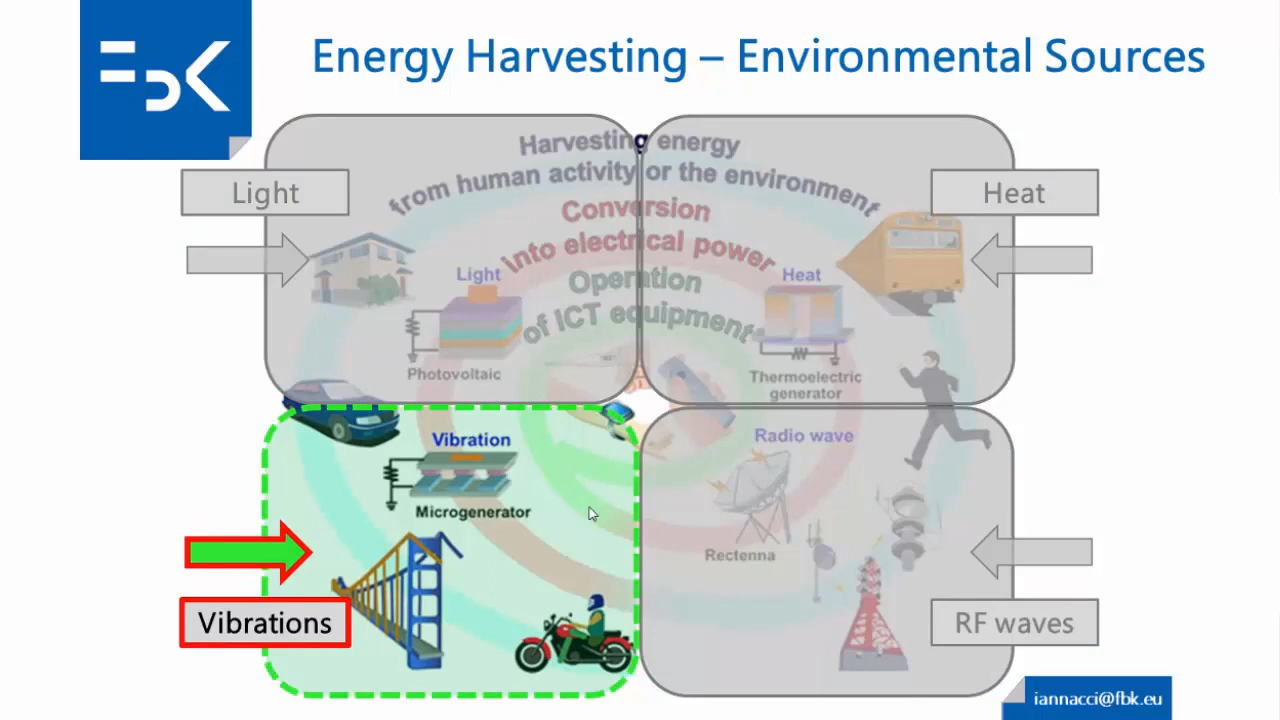 FBK
Energy Harvesting – Environmental Sources
Harvesting energy
from human activity or the environment
Conversion
into electrical power
Operation
of ICT equipment
Light
Heat
Light
Photovoltaic
Heat
Thermoelectric
generator
Vibration
Microgenerator
Radio wave
Rectenna
Vibrations
RF waves
iannacci@fbk.eu